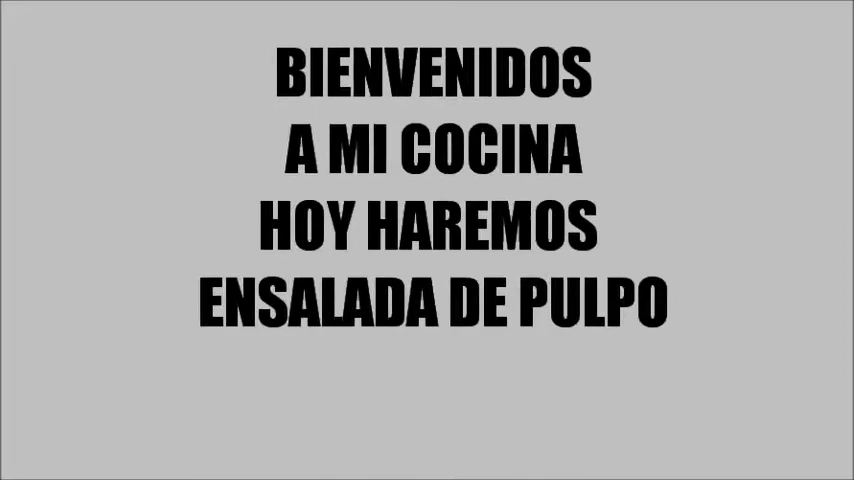 BIENVENIDOS
A MI COCINA
HOY HAREMOS
ENSALADA DE PULPO